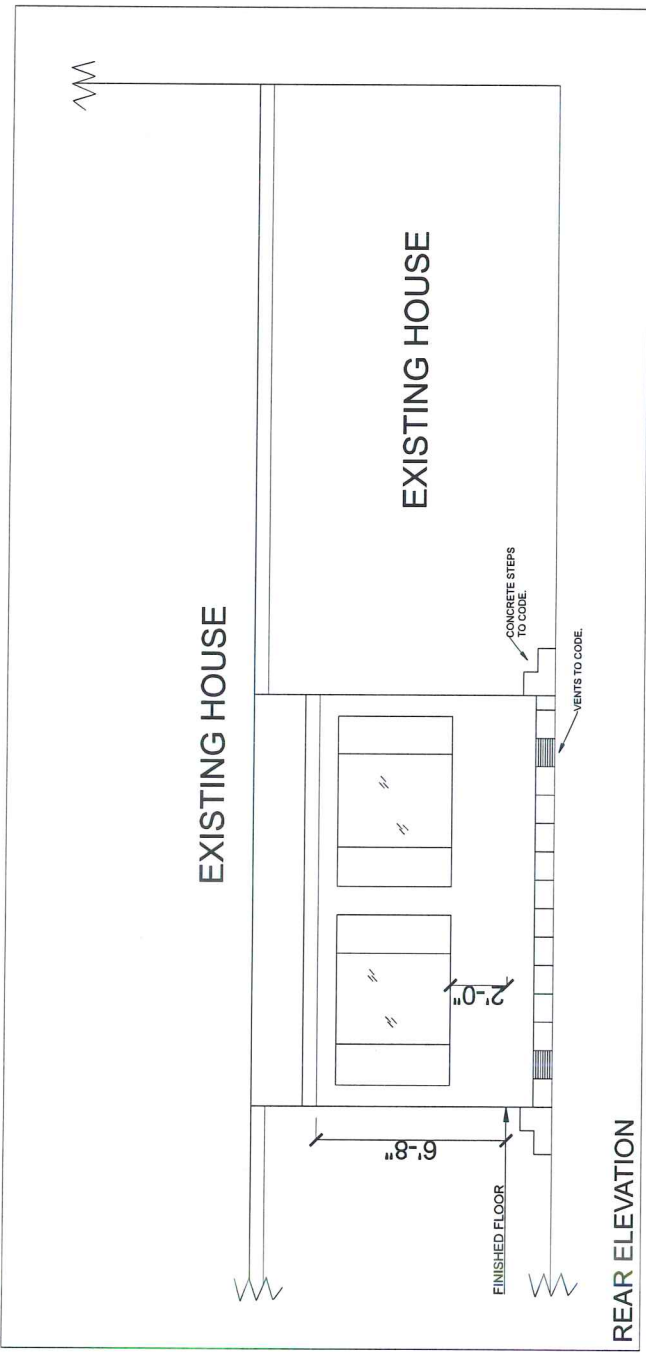 EXISTING HOUSE
EXISTING HOUSE
CONCRETE STEPS
TO CODE.
VENTS TO CODE.
2'-0"
6'-8"
FINISHED FLOOR
REAR ELEVATION